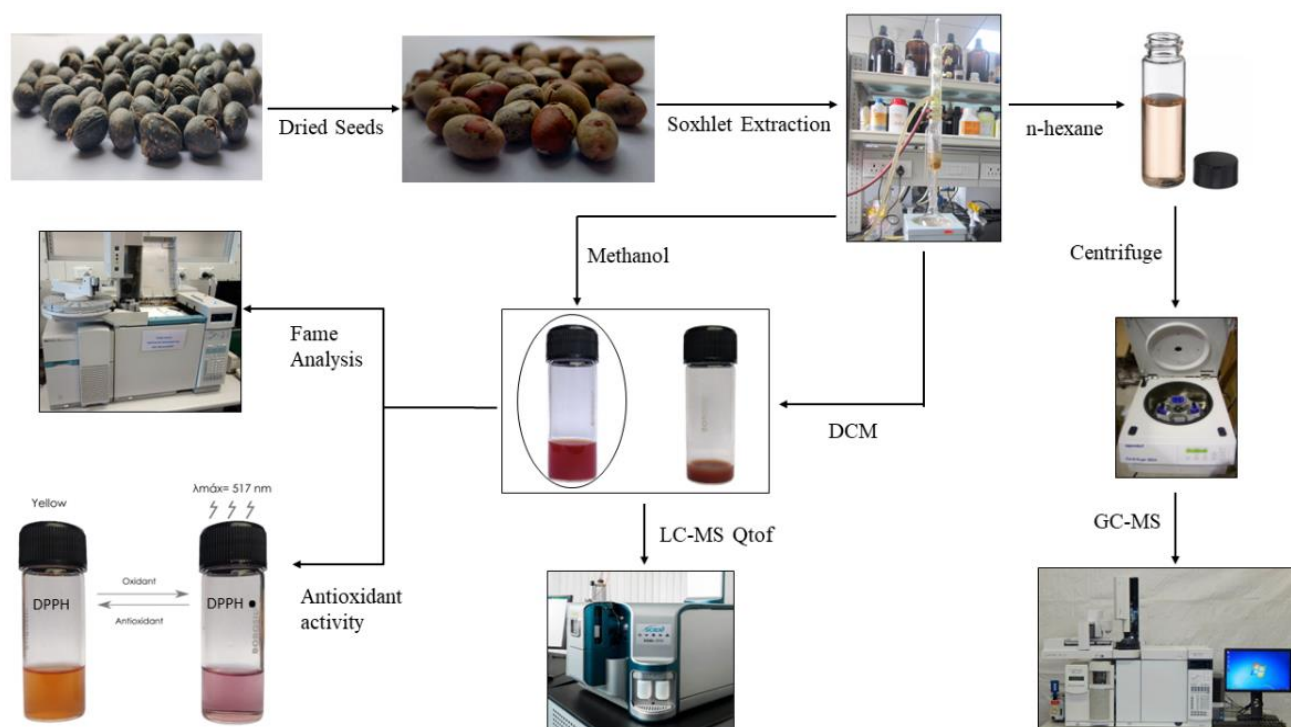 Dried Seeds
Soxhlet Extraction
n-hexane
Methanol
Centrifuge
Fame
Analysis
DCM
LC-MS Qtof
GC-MS
Yellow
λmáx= 517 nm
DPPH
Oxidant
Antioxidant
DPPH •
Antioxidant
activity